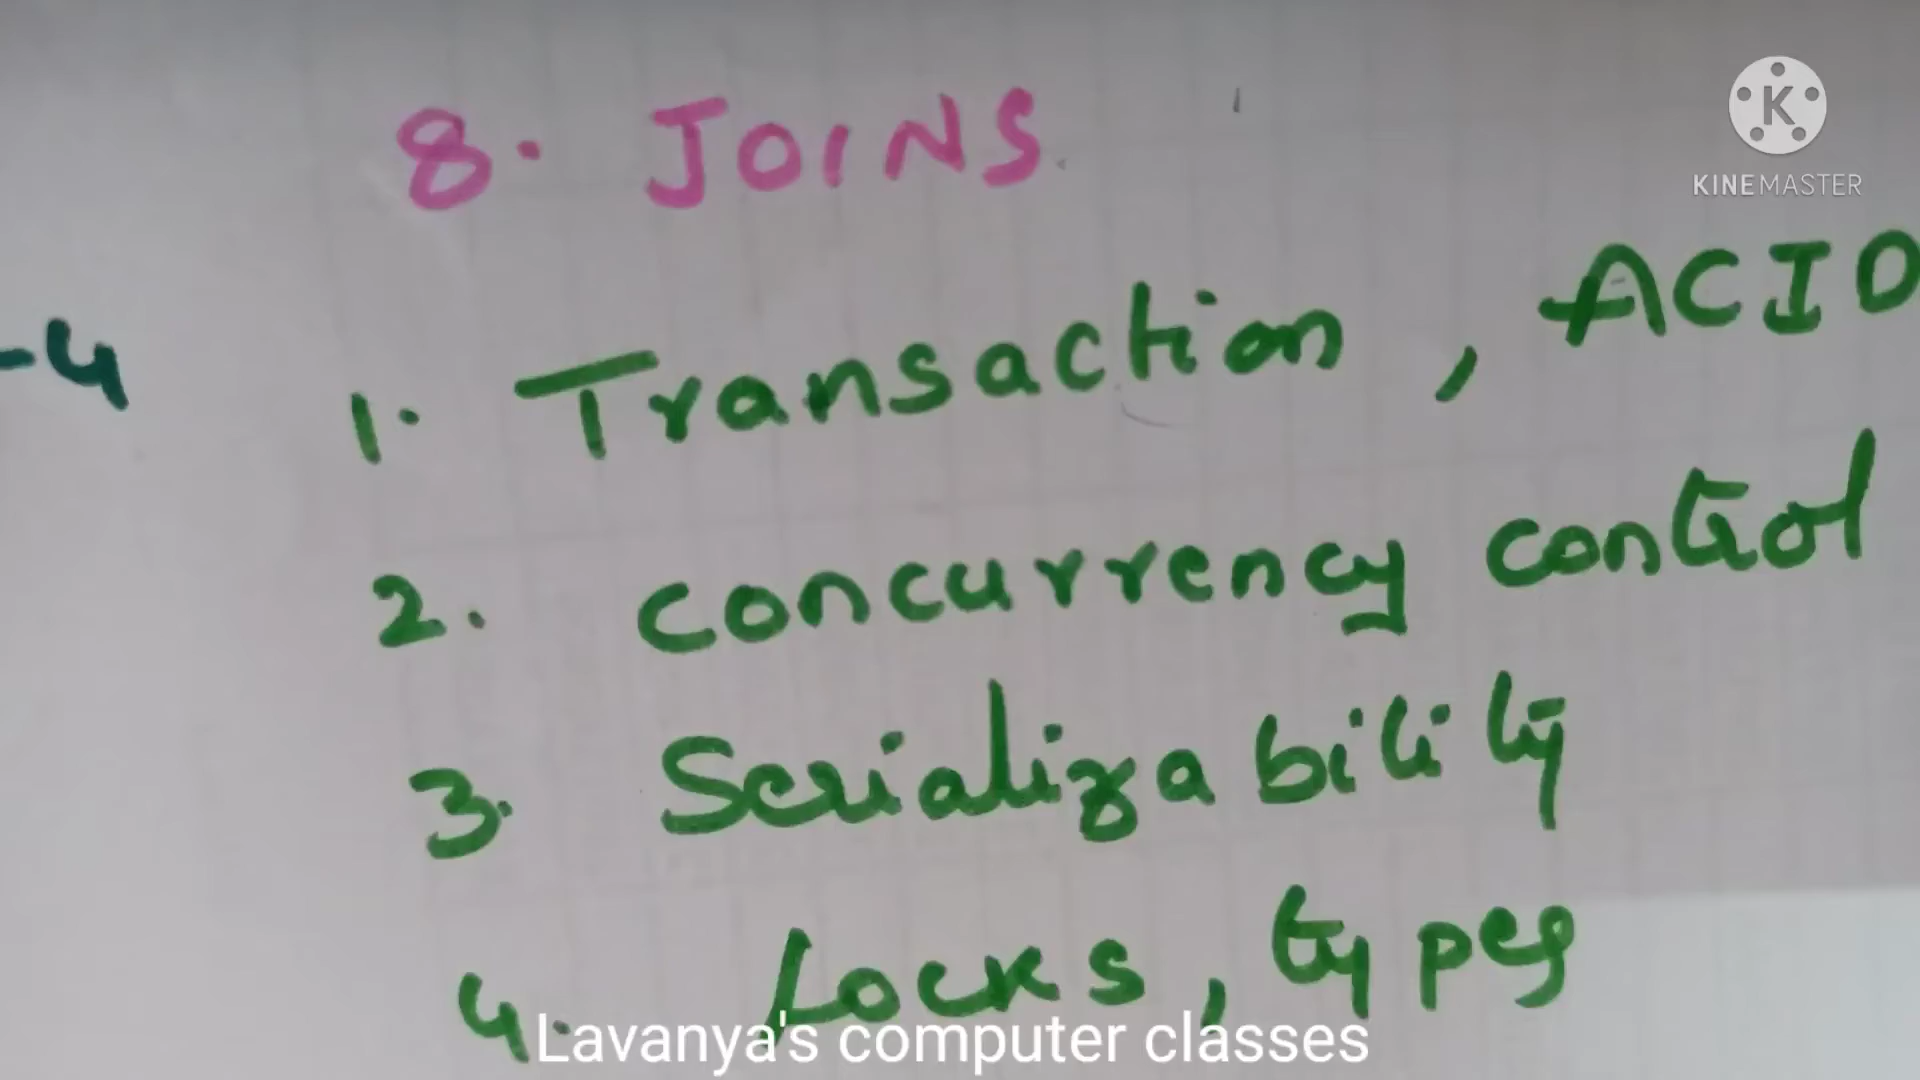 8. JOINS
KINEMASTER
-4
1. Transaction, ACID
2. concurrency control
3. Serializability
4. Locks, types
Lavanya's computer classes